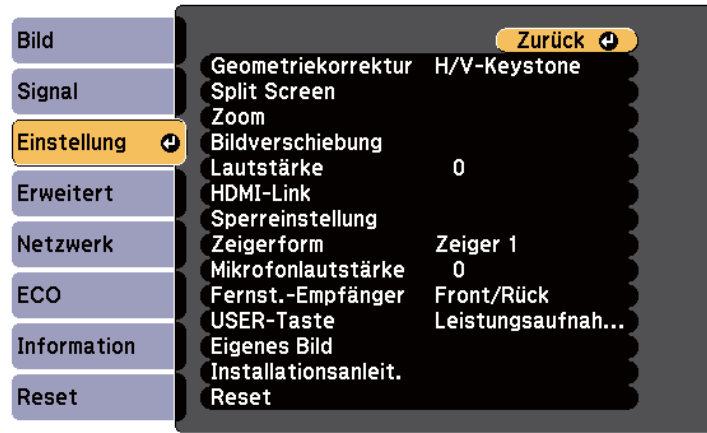 Bild
Signal
Einstellung
Erweitert
Netzwerk
ECO
Information
Reset
Zurück
Geometriekorrektur H/V-Keystone
Split Screen
Zoom
Bildverschiebung
Lautstärke 0
HDMI-Link
Sperreinstellung
Zeigerform Zeiger 1
Mikrofonlautstärke 0
Fernst.-Empfänger Front/Rück
USER-Taste Leistungsaufnah...
Eigenes Bild
Installationsanleit.
Reset